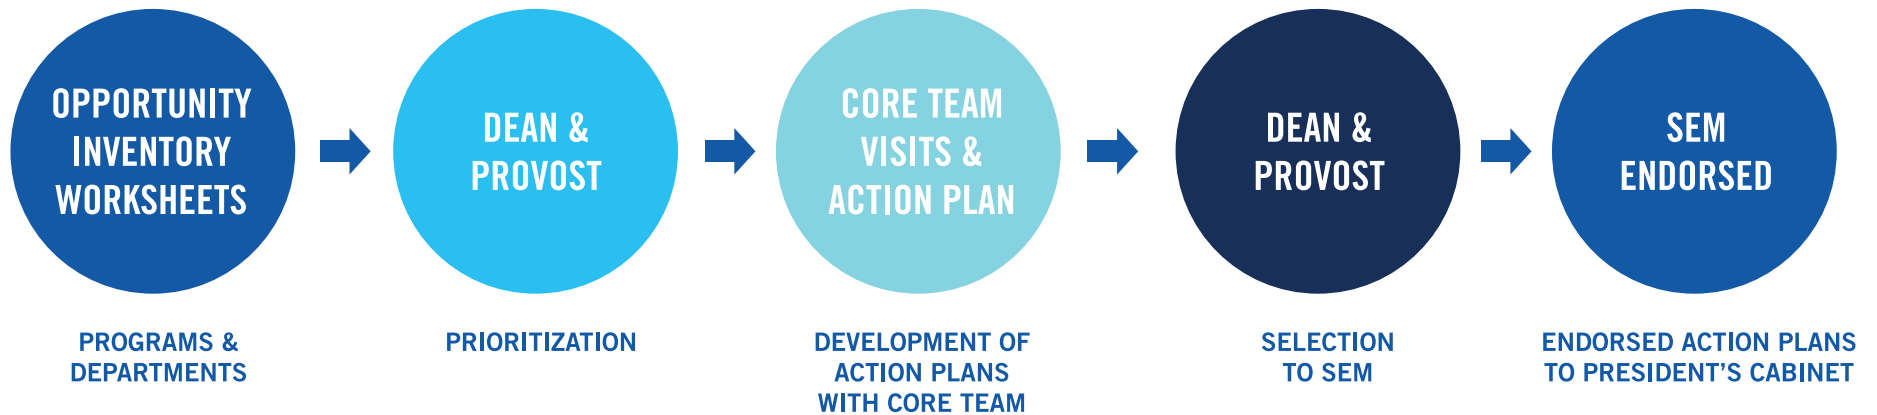 OPPORTUNITY
INVENTORY
WORKSHEETS
DEAN &
PROVOST
CORE TEAM
VISITS &
ACTION PLAN
DEAN &
PROVOST
SEM
ENDORSED
PROGRAMS &
DEPARTMENTS
PRIORITIZATION
DEVELOPMENT OF
ACTION PLANS
WITH CORE TEAM
SELECTION
TO SEM
ENDORSED ACTION PLANS
TO PRESIDENT'S CABINET